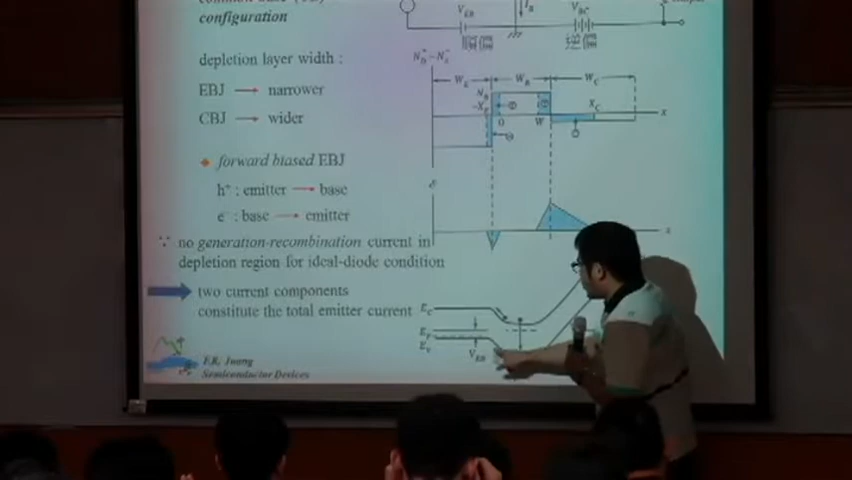 configuration
V_EB
I_B
V_BC
順偏
逆偏
depletion layer width :
N_D^+ - N_A^-
EBJ → narrower
W_E
W_B
W_C
CBJ → wider
X_C
x
0
W
forward biased EBJ
h⁺ : emitter → base
e⁻ : base → emitter
∵ no generation-recombination current in
depletion region for ideal-diode condition
two current components
constitute the total emitter current
E_C
E_F
E_V
V_EB
F.R. Juang
Semiconductor Devices